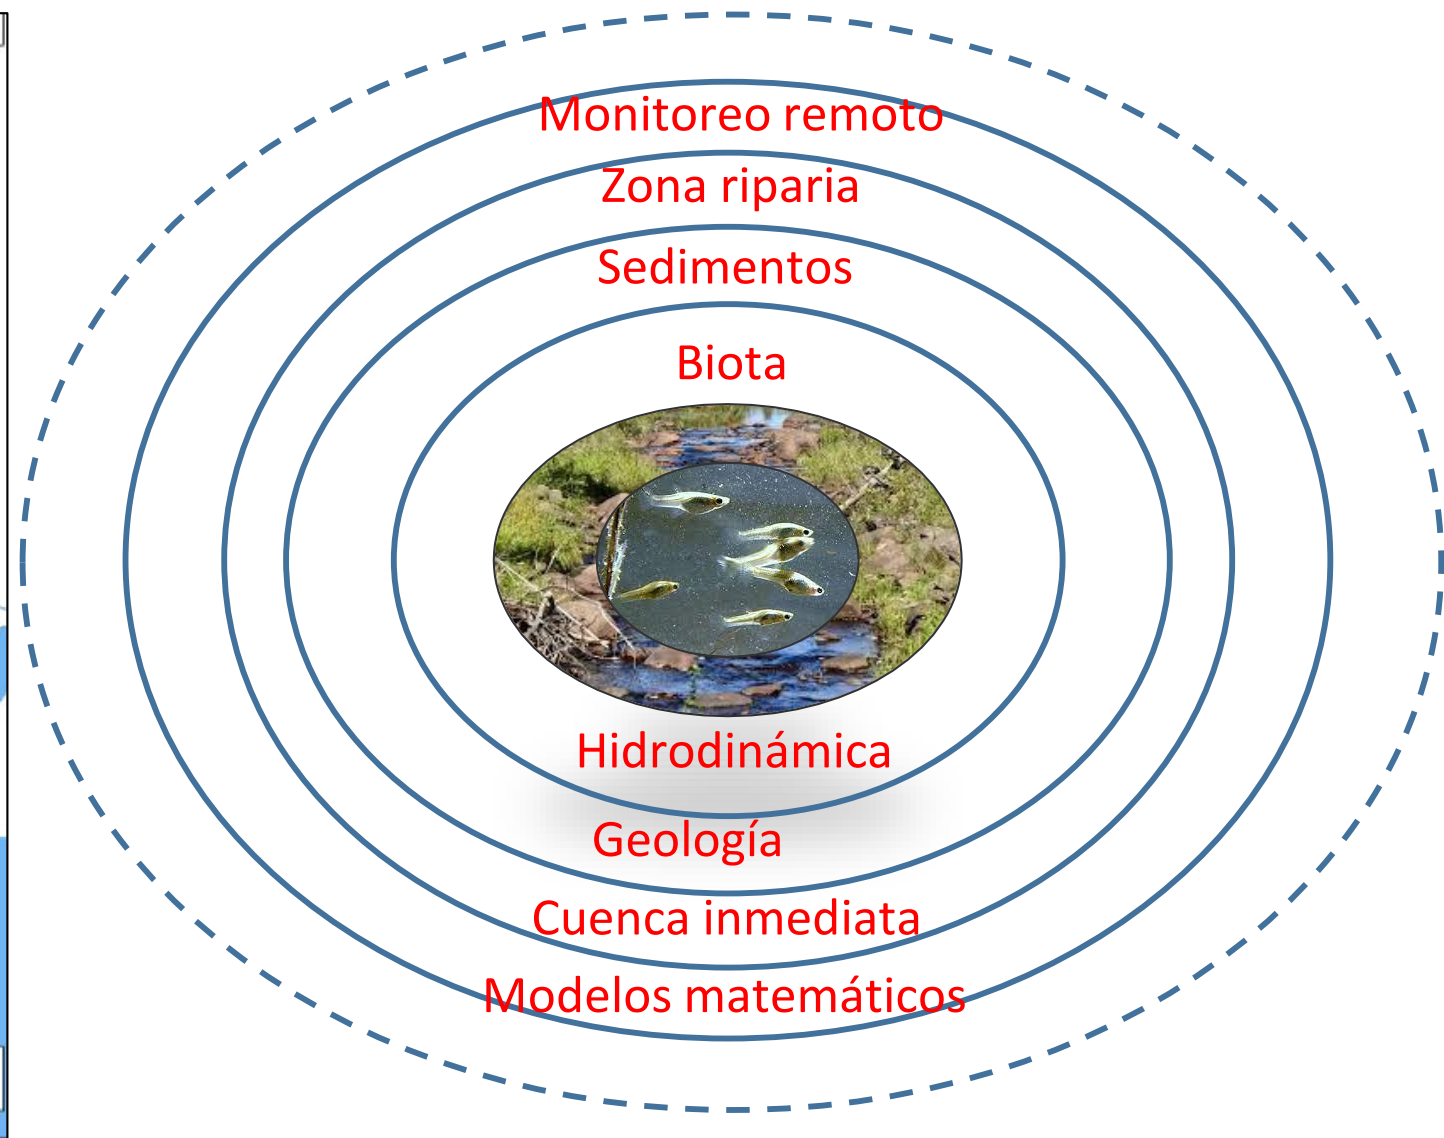 Monitoreo remoto
Zona riparia
Sedimentos
Biota
Hidrodinámica
Geología
Cuenca inmediata
Modelos matemáticos